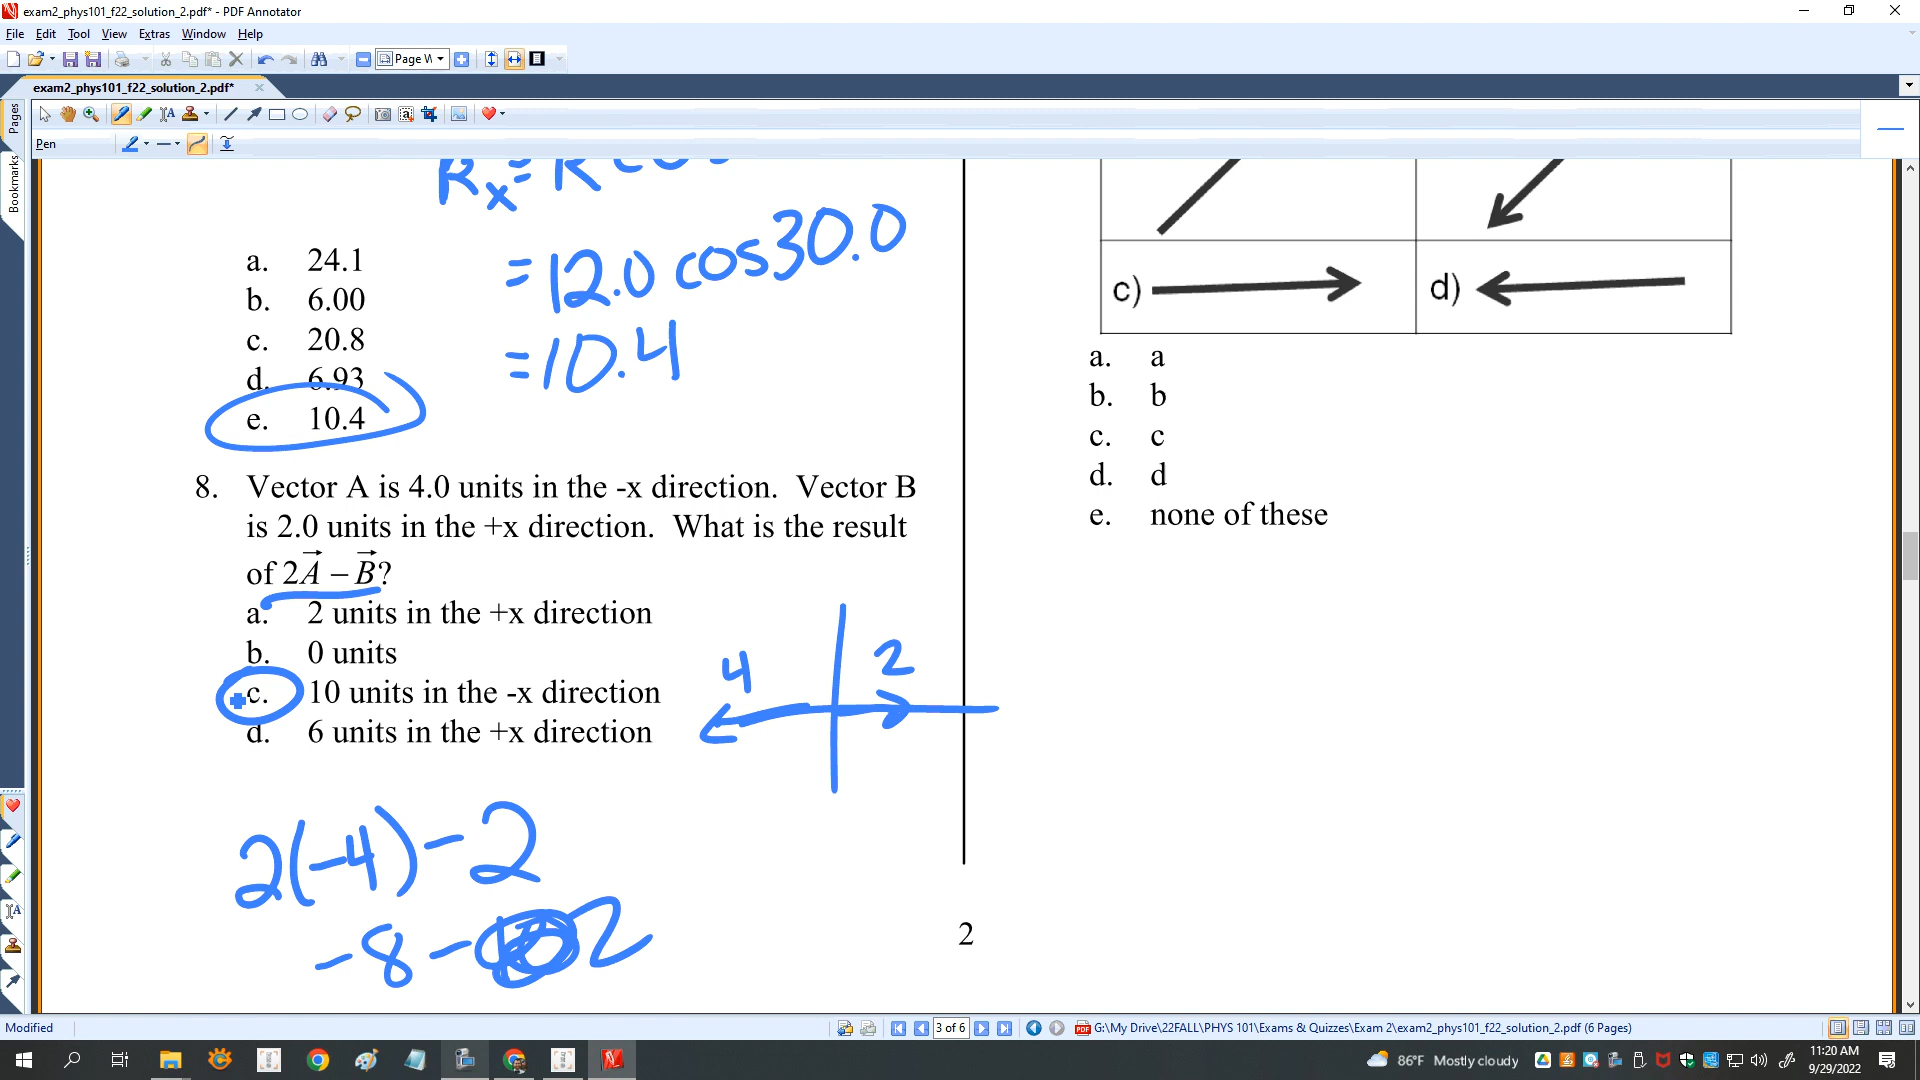 exam2_phys101_f22_solution_2.pdf* - PDF Annotator
File Edit Tool View Extras Window Help
Page W
exam2_phys101_f22_solution_2.pdf*
Pages
Bookmarks
Pen
Rx = R cos
= 12.0 cos 30.0
= 10.4
a. 24.1
b. 6.00
c. 20.8
d. 6.93
e. 10.4
8. Vector A is 4.0 units in the -x direction. Vector B
is 2.0 units in the +x direction. What is the result
of 2A – B?
a. 2 units in the +x direction
b. 0 units
c. 10 units in the -x direction
d. 6 units in the +x direction
4 2
2(-4) - 2
-8 - 2
c) d)
a. a
b. b
c. c
d. d
e. none of these
2
Modified
3 of 6
G:\My Drive\22FALL\PHYS 101\Exams & Quizzes\Exam 2\exam2_phys101_f22_solution_2.pdf (6 Pages)
86°F Mostly cloudy
11:20 AM
9/29/2022